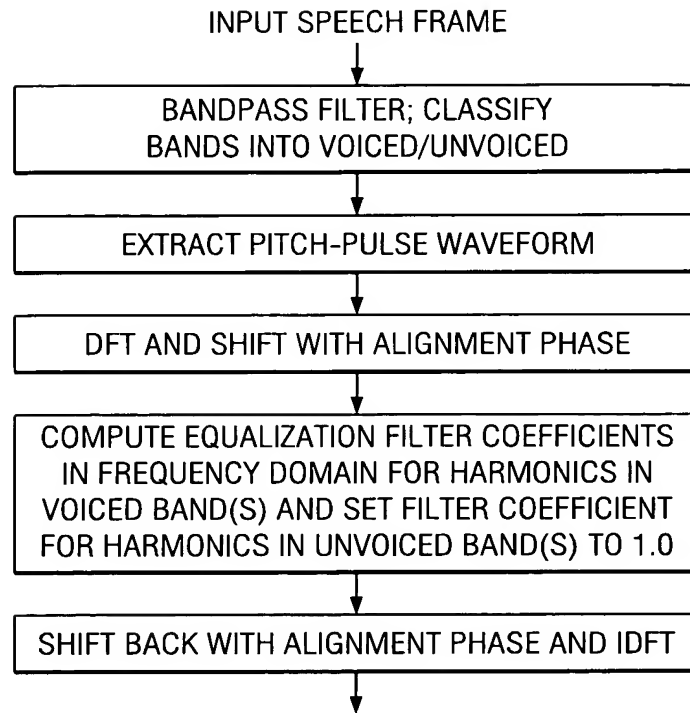 INPUT SPEECH FRAME
BANDPASS FILTER; CLASSIFY
BANDS INTO VOICED/UNVOICED
EXTRACT PITCH-PULSE WAVEFORM
DFT AND SHIFT WITH ALIGNMENT PHASE
COMPUTE EQUALIZATION FILTER COEFFICIENTS
IN FREQUENCY DOMAIN FOR HARMONICS IN
VOICED BAND(S) AND SET FILTER COEFFICIENT
FOR HARMONICS IN UNVOICED BAND(S) TO 1.0
SHIFT BACK WITH ALIGNMENT PHASE AND IDFT